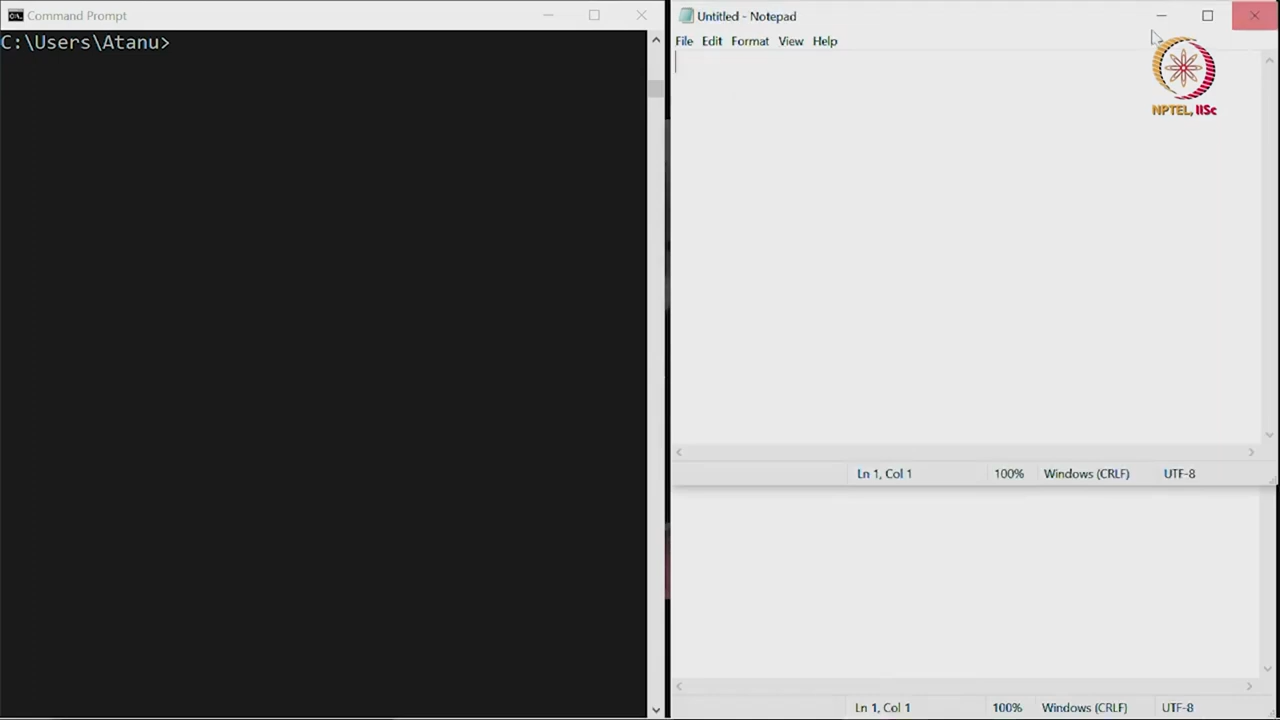 Command Prompt
C:\Users\Atanu>
Untitled - Notepad
File Edit Format View Help
NPTEL, IISc
Ln 1, Col 1 100% Windows (CRLF) UTF-8
Ln 1, Col 1 100% Windows (CRLF) UTF-8